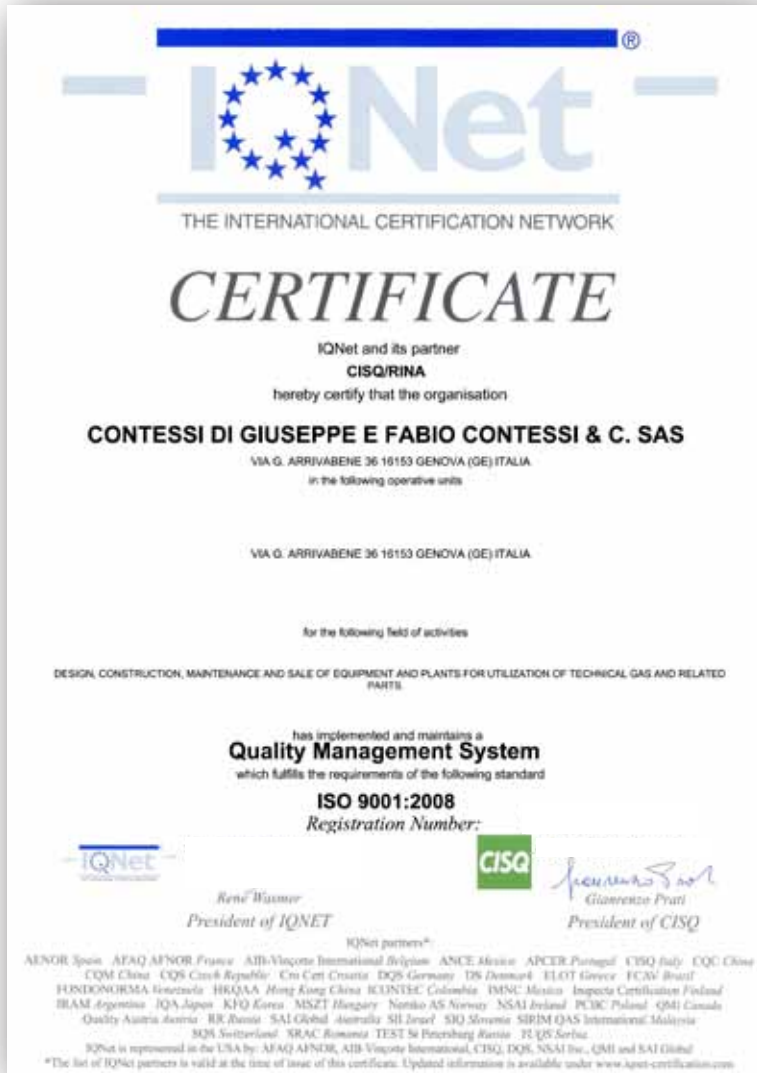 IQNet ®
THE INTERNATIONAL CERTIFICATION NETWORK
CERTIFICATE
IQNet and its partner
CISQ/RINA
hereby certify that the organisation
CONTESSI DI GIUSEPPE E FABIO CONTESSI & C. SAS
VIA G. ARRIVABENE 36 16153 GENOVA (GE) ITALIA
in the following operative units
VIA G. ARRIVABENE 36 16153 GENOVA (GE) ITALIA
for the following field of activities
DESIGN, CONSTRUCTION, MAINTENANCE AND SALE OF EQUIPMENT AND PLANTS FOR UTILIZATION OF TECHNICAL GAS AND RELATED
PARTS.
has implemented and maintains a
Quality Management System
which fulfills the requirements of the following standard
ISO 9001:2008
Registration Number:
IQNet
CISQ
René Wasmer
Gianrenzo Prati
President of IQNET
President of CISQ
IQNet partners*:
AENOR Spain AFAQ AFNOR France AIB-Vinçotte International Belgium ANCE Mexico APCER Portugal CISQ Italy CQC China
CQM China CQS Czech Republic Cro Cert Croatia DQS Germany DS Denmark ELOT Greece FCAV Brazil
FONDONORMA Venezuela HKQAA Hong Kong China ICONTEC Colombia IMNC Mexico Inspecta Certification Finland
IRAM Argentina JQA Japan KFQ Korea MSZT Hungary Nemko AS Norway NSAI Ireland PCBC Poland QMI Canada
Quality Austria Austria RR Russia SAI Global Australia SII Israel SIQ Slovenia SIRIM QAS International Malaysia
SQS Switzerland SRAC Romania TEST St Petersburg Russia YUQS Serbia
IQNet is represented in the USA by: AFAQ AFNOR, AIB-Vinçotte International, CISQ, DQS, NSAI Inc., QMI and SAI Global
*The list of IQNet partners is valid at the time of issue of this certificate. Updated information is available under www.iqnet-certification.com